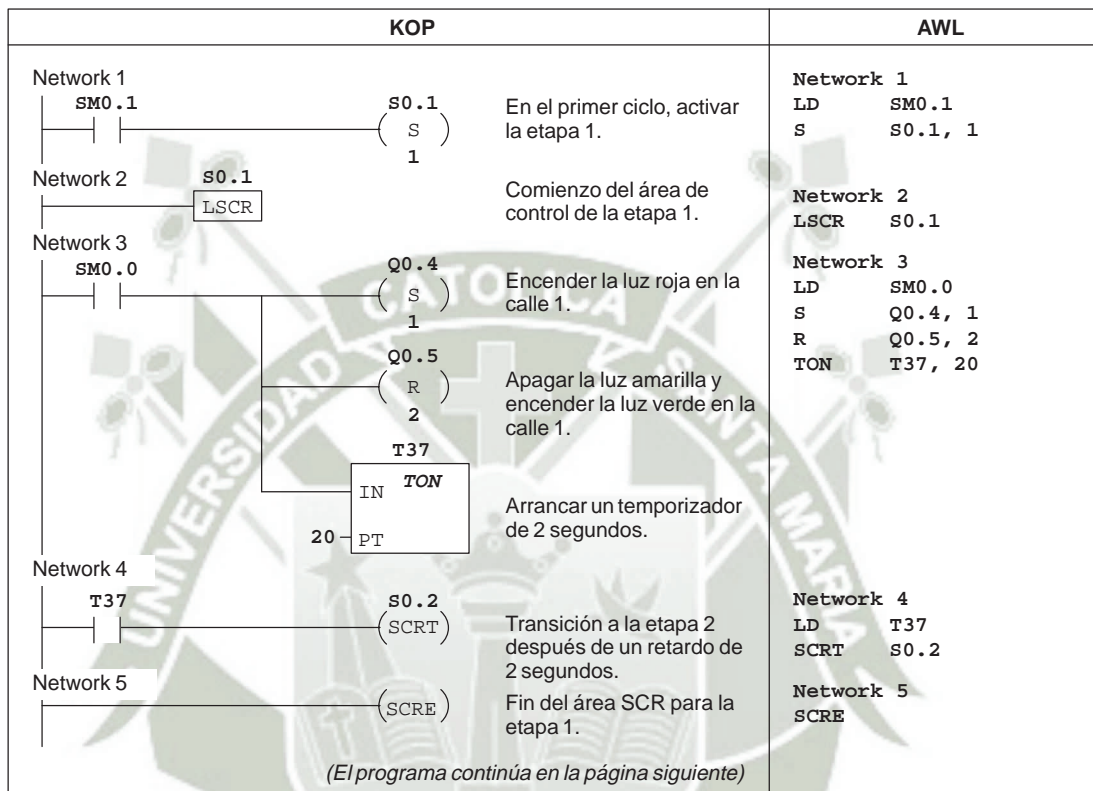 KOP
AWL
Network 1
SM0.1
S0.1
S
1
En el primer ciclo, activar
la etapa 1.
Network 1
LD SM0.1
S S0.1, 1
Network 2
S0.1
LSCR
Comienzo del área de
control de la etapa 1.
Network 2
LSCR S0.1
Network 3
SM0.0
Q0.4
S
1
Encender la luz roja en la
calle 1.
Q0.5
R
2
Apagar la luz amarilla y
encender la luz verde en la
calle 1.
T37
IN TON
20 PT
Arrancar un temporizador
de 2 segundos.
Network 3
LD SM0.0
S Q0.4, 1
R Q0.5, 2
TON T37, 20
Network 4
T37
S0.2
SCRT
Transición a la etapa 2
después de un retardo de
2 segundos.
Network 4
LD T37
SCRT S0.2
Network 5
SCRE
Fin del área SCR para la
etapa 1.
Network 5
SCRE
(El programa continúa en la página siguiente)
UNIVERSIDAD CATOLICA SANTA MARIA